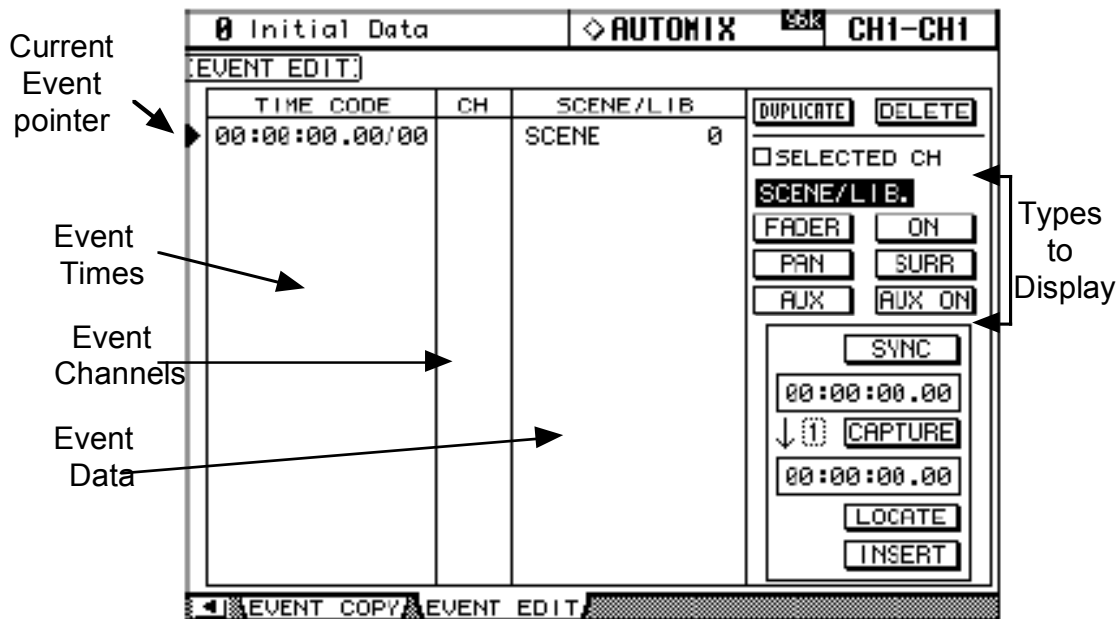 0 Initial Data
◇AUTOMIX
96k
CH1-CH1
EVENT EDIT
Current
Event
pointer
TIME CODE
CH
SCENE/LIB
DUPLICATE
DELETE
00:00:00.00/00
SCENE 0
SELECTED CH
SCENE/LIB.
FADER
ON
PAN
SURR
AUX
AUX ON
Types
to
Display
Event
Times
Event
Channels
Event
Data
SYNC
00:00:00.00
↓ 1 CAPTURE
00:00:00.00
LOCATE
INSERT
EVENT COPY
EVENT EDIT